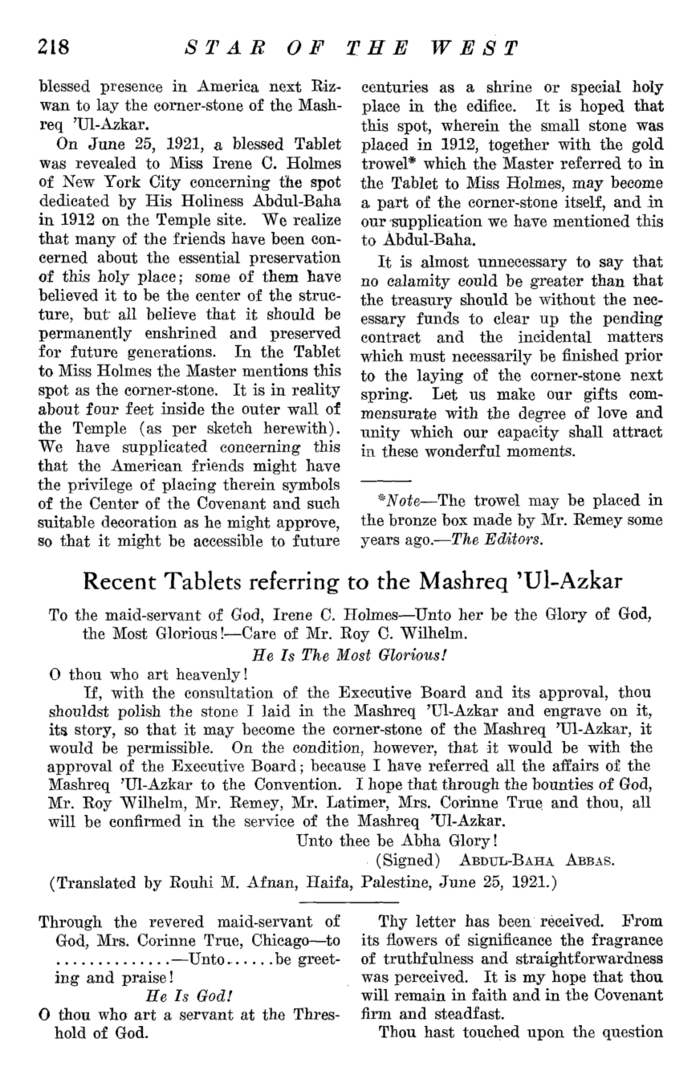 218 STAR OF THE WEST
blessed presence in America next Riz-
wan to lay the corner-stone of the Mash-
req 'Ul-Azkar.
On June 25, 1921, a blessed Tablet
was revealed to Miss Irene C. Holmes
of New York City concerning the spot
dedicated by His Holiness Abdul-Baha
in 1912 on the Temple site. We realize
that many of the friends have been con-
cerned about the essential preservation
of this holy place; some of them have
believed it to be the center of the struc-
ture, but all believe that it should be
permanently enshrined and preserved
for future generations. In the Tablet
to Miss Holmes the Master mentions this
spot as the corner-stone. It is in reality
about four feet inside the outer wall of
the Temple (as per sketch herewith).
We have supplicated concerning this
that the American friends might have
the privilege of placing therein symbols
of the Center of the Covenant and such
suitable decoration as he might approve,
so that it might be accessible to future
centuries as a shrine or special holy
place in the edifice. It is hoped that
this spot, wherein the small stone was
placed in 1912, together with the gold
trowel* which the Master referred to in
the Tablet to Miss Holmes, may become
a part of the corner-stone itself, and in
our supplication we have mentioned this
to Abdul-Baha.
It is almost unnecessary to say that
no calamity could be greater than that
the treasury should be without the nec-
essary funds to clear up the pending
contract and the incidental matters
which must necessarily be finished prior
to the laying of the corner-stone next
spring. Let us make our gifts com-
mensurate with the degree of love and
unity which our capacity shall attract
in these wonderful moments.
*Note—The trowel may be placed in
the bronze box made by Mr. Remey some
years ago.—The Editors.
Recent Tablets referring to the Mashreq 'Ul-Azkar
To the maid-servant of God, Irene C. Holmes—Unto her be the Glory of God,
the Most Glorious!—Care of Mr. Roy C. Wilhelm.
He Is The Most Glorious!
O thou who art heavenly!
If, with the consultation of the Executive Board and its approval, thou
shouldst polish the stone I laid in the Mashreq 'Ul-Azkar and engrave on it,
its story, so that it may become the corner-stone of the Mashreq 'Ul-Azkar, it
would be permissible. On the condition, however, that it would be with the
approval of the Executive Board; because I have referred all the affairs of the
Mashreq 'Ul-Azkar to the Convention. I hope that through the bounties of God,
Mr. Roy Wilhelm, Mr. Remey, Mr. Latimer, Mrs. Corinne True and thou, all
will be confirmed in the service of the Mashreq 'Ul-Azkar.
Unto thee be Abha Glory!
(Signed) ABDUL-BAHA ABBAS.
(Translated by Rouhi M. Afnan, Haifa, Palestine, June 25, 1921.)
Through the revered maid-servant of
God, Mrs. Corinne True, Chicago—to
..............—Unto......be greet-
ing and praise!
He Is God!
O thou who art a servant at the Thres-
hold of God.
Thy letter has been received. From
its flowers of significance the fragrance
of truthfulness and straightforwardness
was perceived. It is my hope that thou
will remain in faith and in the Covenant
firm and steadfast.
Thou hast touched upon the question